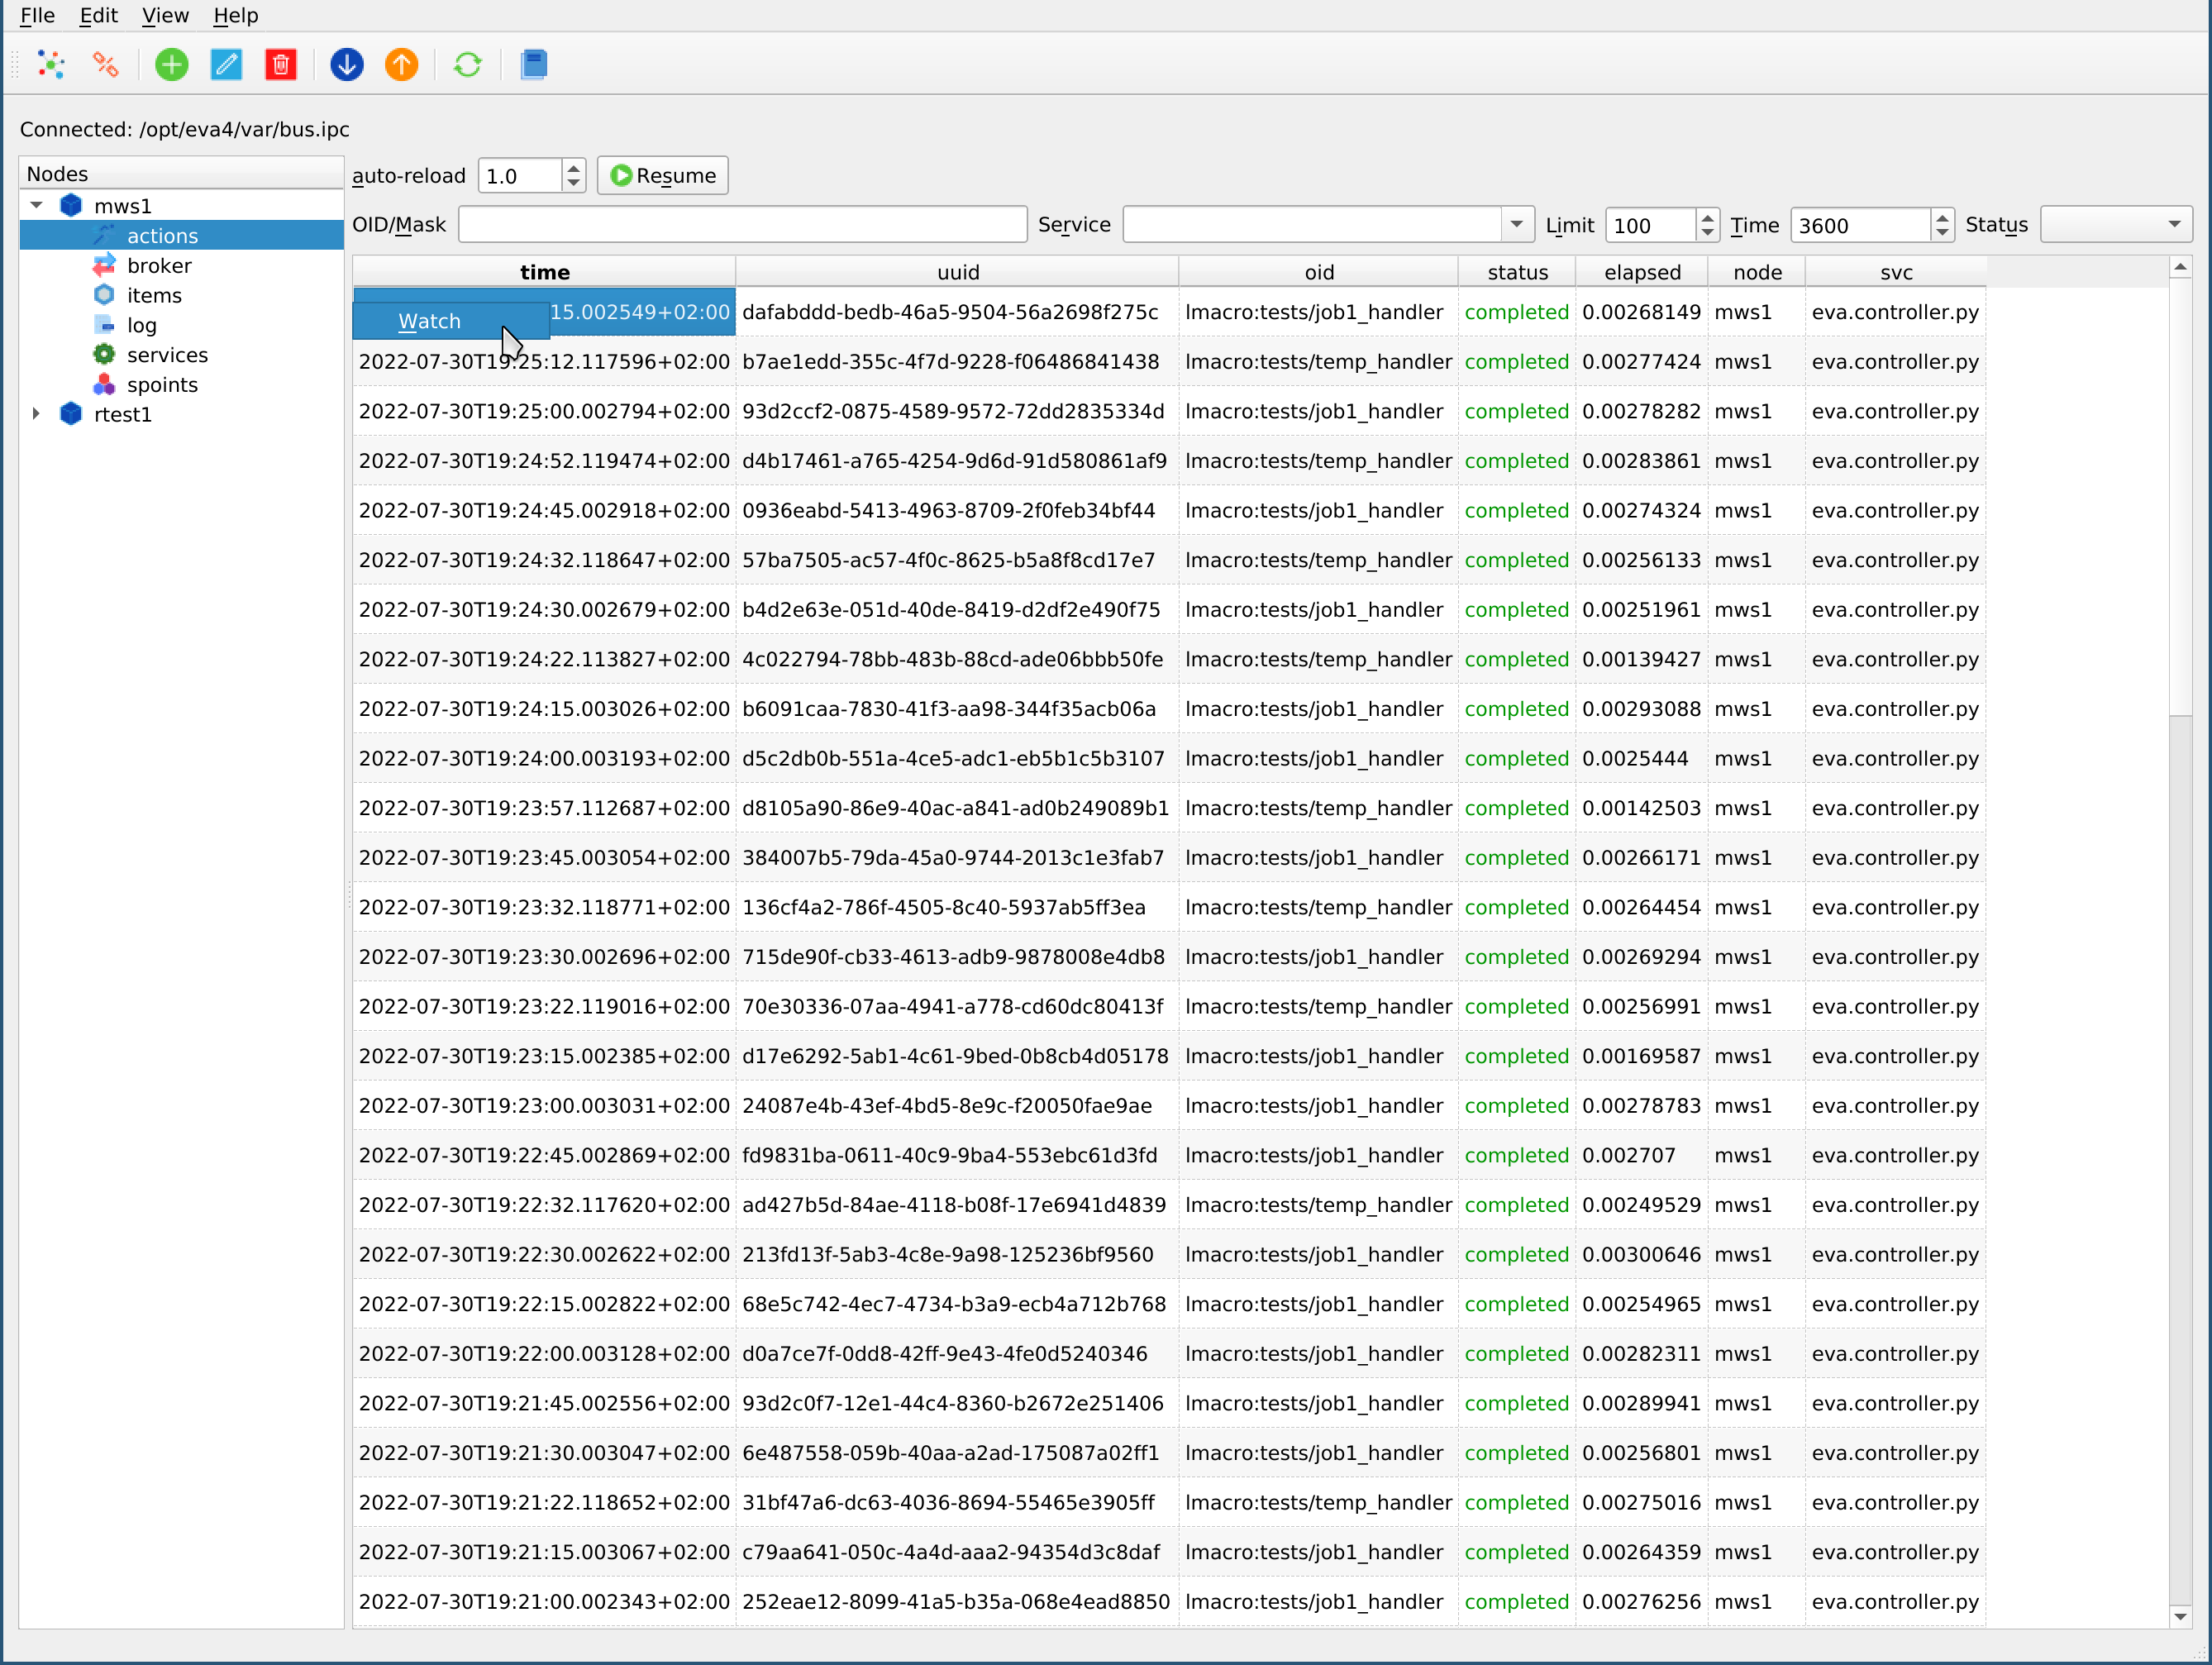 FIle Edit View Help
Connected: /opt/eva4/var/bus.ipc
Nodes
mws1
actions
broker
items
log
services
spoints
rtest1
auto-reload 1.0 Resume
OID/Mask Service Limit 100 Time 3600 Status
time uuid oid status elapsed node svc
Watch 15.002549+02:00 dafabddd-bedb-46a5-9504-56a2698f275c lmacro:tests/job1_handler completed 0.00268149 mws1 eva.controller.py
2022-07-30T19:25:12.117596+02:00 b7ae1edd-355c-4f7d-9228-f06486841438 lmacro:tests/temp_handler completed 0.00277424 mws1 eva.controller.py
2022-07-30T19:25:00.002794+02:00 93d2ccf2-0875-4589-9572-72dd2835334d lmacro:tests/job1_handler completed 0.00278282 mws1 eva.controller.py
2022-07-30T19:24:52.119474+02:00 d4b17461-a765-4254-9d6d-91d580861af9 lmacro:tests/temp_handler completed 0.00283861 mws1 eva.controller.py
2022-07-30T19:24:45.002918+02:00 0936eabd-5413-4963-8709-2f0feb34bf44 lmacro:tests/job1_handler completed 0.00274324 mws1 eva.controller.py
2022-07-30T19:24:32.118647+02:00 57ba7505-ac57-4f0c-8625-b5a8f8cd17e7 lmacro:tests/temp_handler completed 0.00256133 mws1 eva.controller.py
2022-07-30T19:24:30.002679+02:00 b4d2e63e-051d-40de-8419-d2df2e490f75 lmacro:tests/job1_handler completed 0.00251961 mws1 eva.controller.py
2022-07-30T19:24:22.113827+02:00 4c022794-78bb-483b-88cd-ade06bbb50fe lmacro:tests/temp_handler completed 0.00139427 mws1 eva.controller.py
2022-07-30T19:24:15.003026+02:00 b6091caa-7830-41f3-aa98-344f35acb06a lmacro:tests/job1_handler completed 0.00293088 mws1 eva.controller.py
2022-07-30T19:24:00.003193+02:00 d5c2db0b-551a-4ce5-adc1-eb5b1c5b3107 lmacro:tests/job1_handler completed 0.0025444 mws1 eva.controller.py
2022-07-30T19:23:57.112687+02:00 d8105a90-86e9-40ac-a841-ad0b249089b1 lmacro:tests/temp_handler completed 0.00142503 mws1 eva.controller.py
2022-07-30T19:23:45.003054+02:00 384007b5-79da-45a0-9744-2013c1e3fab7 lmacro:tests/job1_handler completed 0.00266171 mws1 eva.controller.py
2022-07-30T19:23:32.118771+02:00 136cf4a2-786f-4505-8c40-5937ab5ff3ea lmacro:tests/temp_handler completed 0.00264454 mws1 eva.controller.py
2022-07-30T19:23:30.002696+02:00 715de90f-cb33-4613-adb9-9878008e4db8 lmacro:tests/job1_handler completed 0.00269294 mws1 eva.controller.py
2022-07-30T19:23:22.119016+02:00 70e30336-07aa-4941-a778-cd60dc80413f lmacro:tests/temp_handler completed 0.00256991 mws1 eva.controller.py
2022-07-30T19:23:15.002385+02:00 d17e6292-5ab1-4c61-9bed-0b8cb4d05178 lmacro:tests/job1_handler completed 0.00169587 mws1 eva.controller.py
2022-07-30T19:23:00.003031+02:00 24087e4b-43ef-4bd5-8e9c-f20050fae9ae lmacro:tests/job1_handler completed 0.00278783 mws1 eva.controller.py
2022-07-30T19:22:45.002869+02:00 fd9831ba-0611-40c9-9ba4-553ebc61d3fd lmacro:tests/job1_handler completed 0.002707 mws1 eva.controller.py
2022-07-30T19:22:32.117620+02:00 ad427b5d-84ae-4118-b08f-17e6941d4839 lmacro:tests/temp_handler completed 0.00249529 mws1 eva.controller.py
2022-07-30T19:22:30.002622+02:00 213fd13f-5ab3-4c8e-9a98-125236bf9560 lmacro:tests/job1_handler completed 0.00300646 mws1 eva.controller.py
2022-07-30T19:22:15.002822+02:00 68e5c742-4ec7-4734-b3a9-ecb4a712b768 lmacro:tests/job1_handler completed 0.00254965 mws1 eva.controller.py
2022-07-30T19:22:00.003128+02:00 d0a7ce7f-0dd8-42ff-9e43-4fe0d5240346 lmacro:tests/job1_handler completed 0.00282311 mws1 eva.controller.py
2022-07-30T19:21:45.002556+02:00 93d2c0f7-12e1-44c4-8360-b2672e251406 lmacro:tests/job1_handler completed 0.00289941 mws1 eva.controller.py
2022-07-30T19:21:30.003047+02:00 6e487558-059b-40aa-a2ad-175087a02ff1 lmacro:tests/job1_handler completed 0.00256801 mws1 eva.controller.py
2022-07-30T19:21:22.118652+02:00 31bf47a6-dc63-4036-8694-55465e3905ff lmacro:tests/temp_handler completed 0.00275016 mws1 eva.controller.py
2022-07-30T19:21:15.003067+02:00 c79aa641-050c-4a4d-aaa2-94354d3c8daf lmacro:tests/job1_handler completed 0.00264359 mws1 eva.controller.py
2022-07-30T19:21:00.002343+02:00 252eae12-8099-41a5-b35a-068e4ead8850 lmacro:tests/job1_handler completed 0.00276256 mws1 eva.controller.py